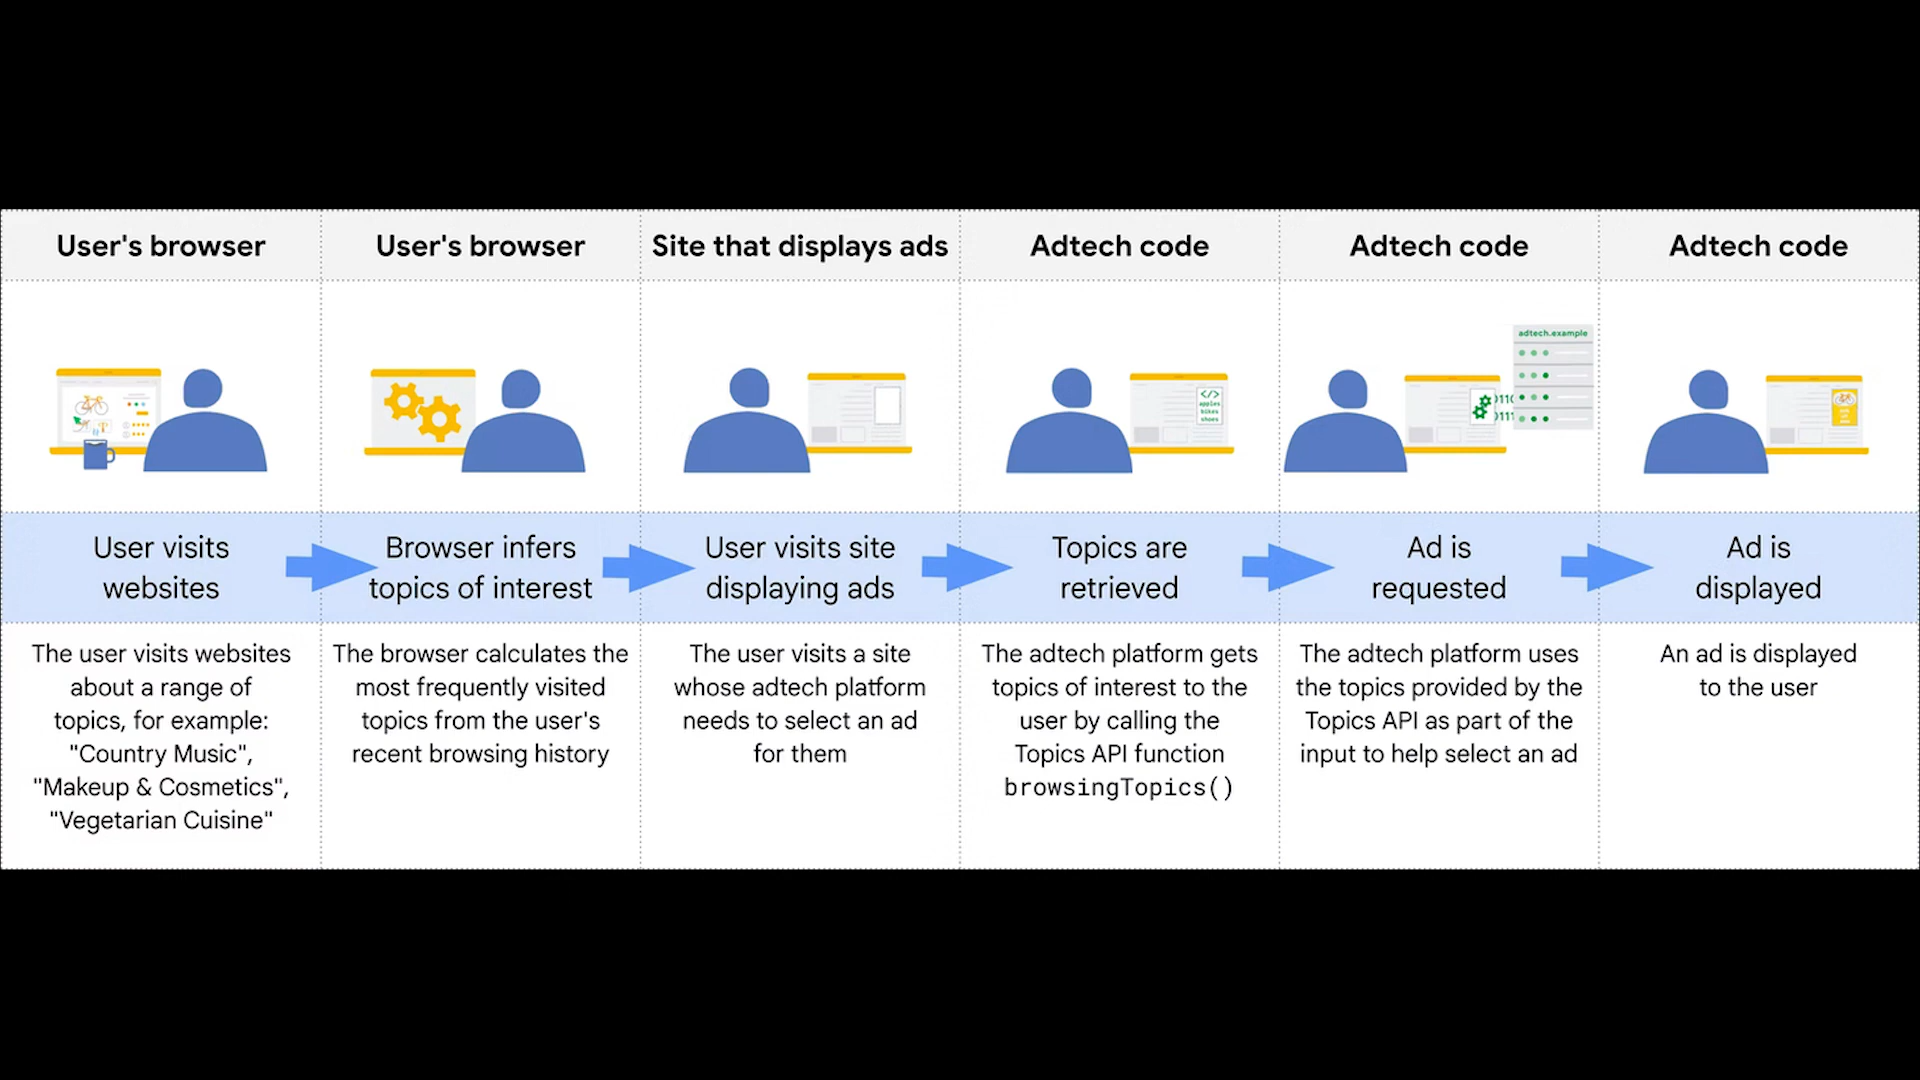 User's browser
User's browser
Site that displays ads
Adtech code
Adtech code
Adtech code
</>
apples
bikes
shoes
adtech.example
User visits
websites
Browser infers
topics of interest
User visits site
displaying ads
Topics are
retrieved
Ad is
requested
Ad is
displayed
The user visits websites
about a range of
topics, for example:
"Country Music",
"Makeup & Cosmetics",
"Vegetarian Cuisine"
The browser calculates the
most frequently visited
topics from the user's
recent browsing history
The user visits a site
whose adtech platform
needs to select an ad
for them
The adtech platform gets
topics of interest to the
user by calling the
Topics API function
browsingTopics()
The adtech platform uses
the topics provided by the
Topics API as part of the
input to help select an ad
An ad is displayed
to the user